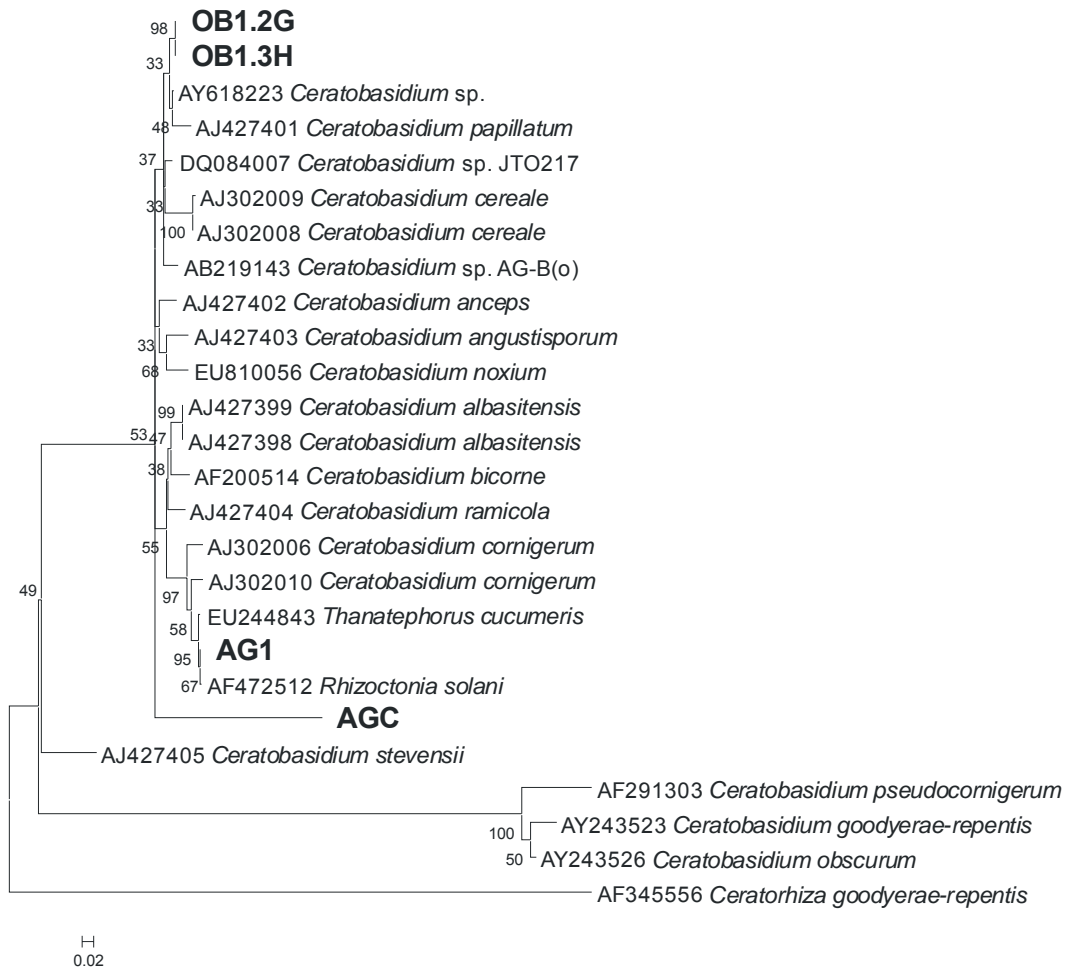 98
OB1.2G
OB1.3H
33
AY618223 Ceratobasidium sp.
48
AJ427401 Ceratobasidium papillatum
37
DQ084007 Ceratobasidium sp. JTO217
AJ302009 Ceratobasidium cereale
33
100
AJ302008 Ceratobasidium cereale
AB219143 Ceratobasidium sp. AG-B(o)
AJ427402 Ceratobasidium anceps
AJ427403 Ceratobasidium angustisporum
33
68
EU810056 Ceratobasidium noxium
99
AJ427399 Ceratobasidium albasitensis
53
47
AJ427398 Ceratobasidium albasitensis
38
AF200514 Ceratobasidium bicorne
AJ427404 Ceratobasidium ramicola
55
AJ302006 Ceratobasidium cornigerum
AJ302010 Ceratobasidium cornigerum
49
97
EU244843 Thanatephorus cucumeris
58
AG1
95
67
AF472512 Rhizoctonia solani
AGC
AJ427405 Ceratobasidium stevensii
AF291303 Ceratobasidium pseudocornigerum
AY243523 Ceratobasidium goodyerae-repentis
100
50
AY243526 Ceratobasidium obscurum
AF345556 Ceratorhiza goodyerae-repentis
0.02